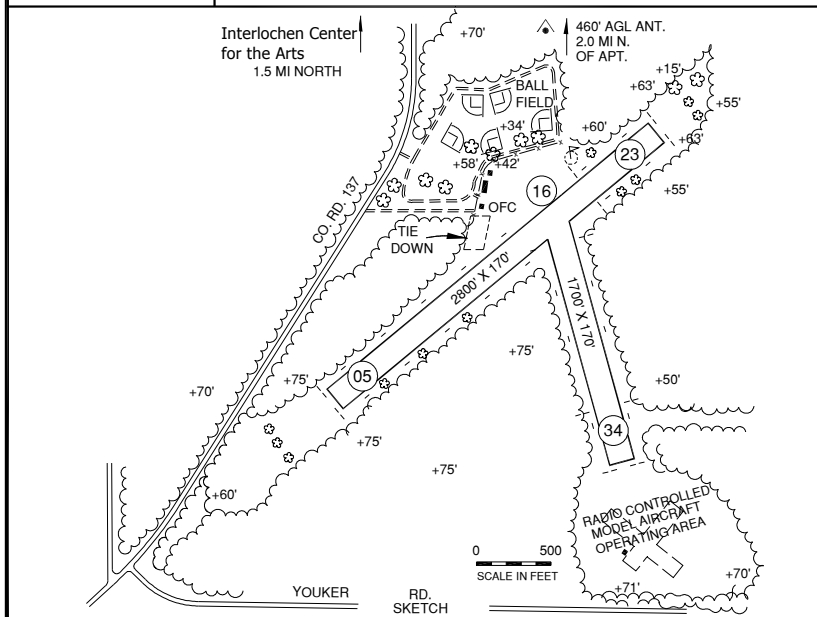 Interlochen Center
for the Arts
1.5 MI NORTH
+70'
460' AGL ANT.
2.0 MI N.
OF APT.
+15'
+63'
+55'
BALL
FIELD
+34'
+60'
+63'
23
+58'
+42'
16
+55'
OFC
CO. RD. 137
TIE
DOWN
2800' X 170'
1700' X 170'
+75'
+70'
+75'
05
+50'
34
+75'
+75'
+60'
RADIO CONTROLLED
MODEL AIRCRAFT
OPERATING AREA
0 500
SCALE IN FEET
+70'
+71'
YOUKER RD.
SKETCH